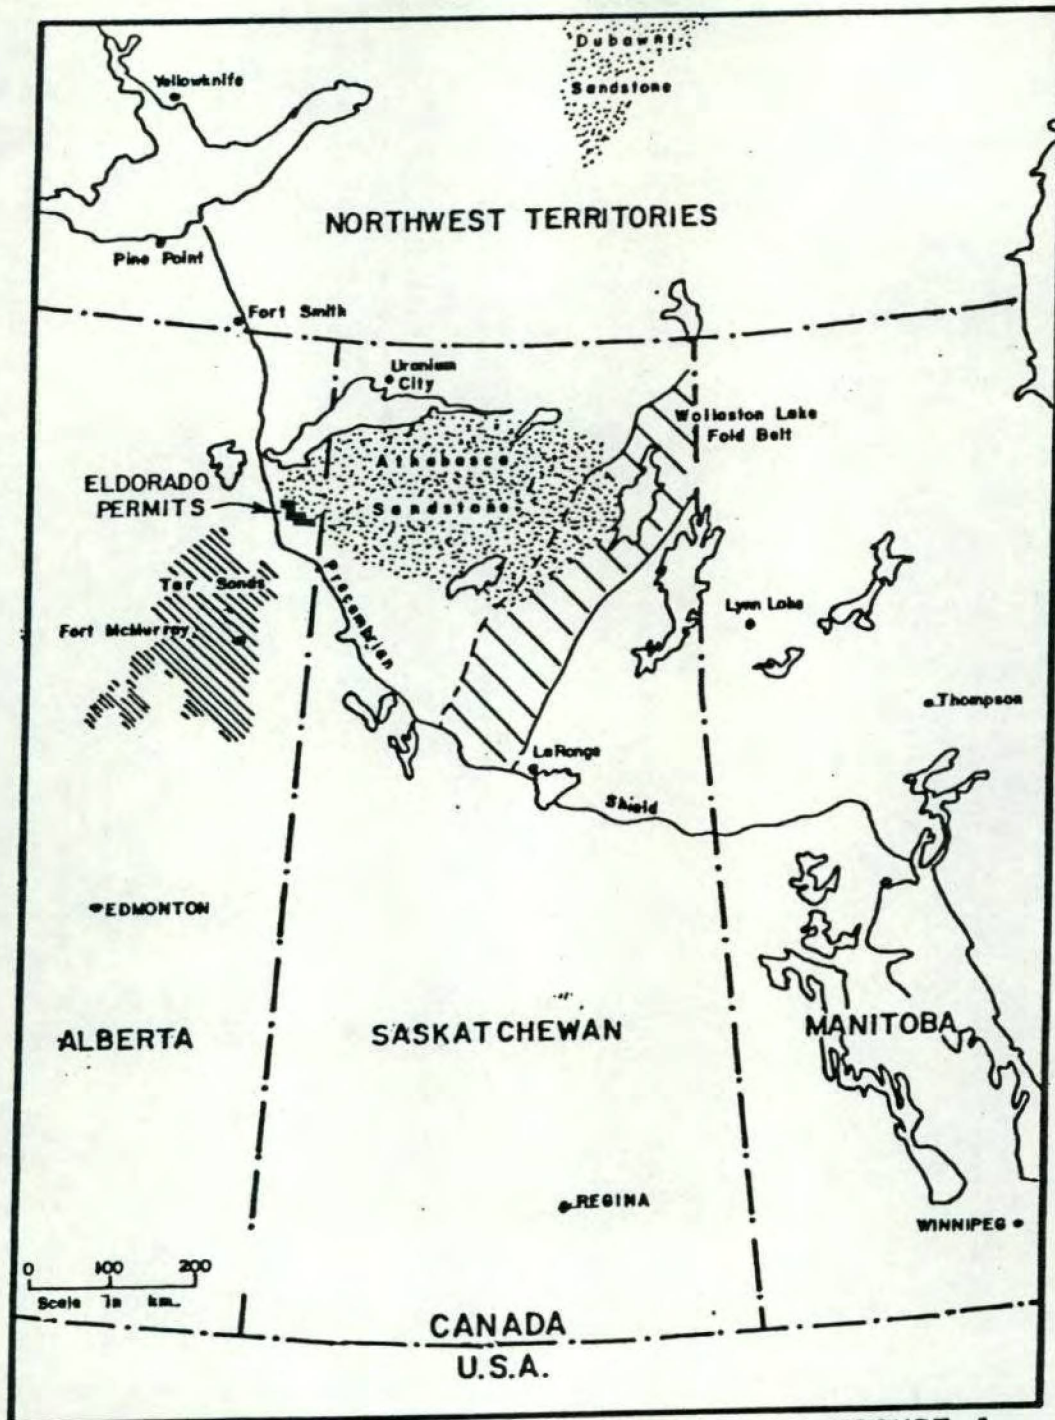 Dubawnt
Sandstone
Yellowknife
NORTHWEST TERRITORIES
Pine Point
Fort Smith
Uranium
City
Wollaston Lake
Fold Belt
Athabasca
Sandstone
ELDORADO
PERMITS
Tar Sands
Precambrian
Fort McMurray
Lynn Lake
Thompson
La Ronge
Shield
EDMONTON
ALBERTA
SASKATCHEWAN
MANITOBA
REGINA
WINNIPEG
0 100 200
Scale in km.
CANADA
U.S.A.